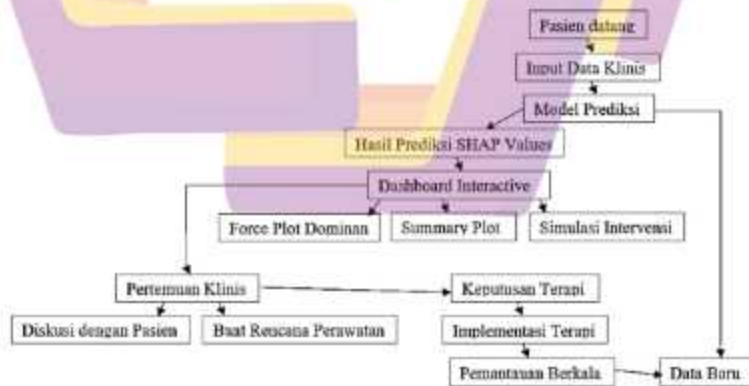 Pasien datang
Input Data Klinis
Model Prediksi
Hasil Prediksi SHAP Values
Dashboard Interactive
Force Plot Dominan
Summary Plot
Simulasi Intervensi
Pertemuan Klinis
Keputusan Terapi
Diskusi dengan Pasien
Buat Rencana Perawatan
Implementasi Terapi
Pemantauan Berkala
Data Baru